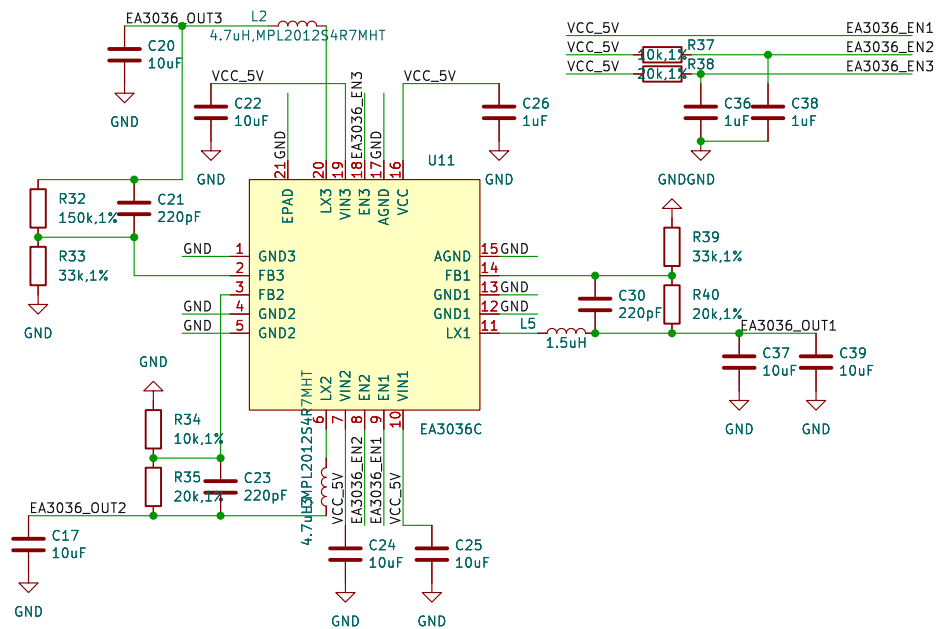 EA3036_OUT3
L2
4.7uH,MPL2012S4R7MHT
C20
10uF
GND
VCC_5V
C22
10uF
GND
GND
EA3036_EN3
GND
VCC_5V
C26
1uF
GND
VCC_5V
EA3036_EN1
VCC_5V
R37
10k,1%
EA3036_EN2
VCC_5V
R38
20k,1%
EA3036_EN3
C36
1uF
C38
1uF
GNDGND
U11
21
20
19
18
17
16
EPAD
LX3
VIN3
EN3
AGND
VCC
R32
150k,1%
C21
220pF
R33
33k,1%
GND
GND
1
GND3
2
FB3
3
FB2
GND
4
GND2
GND
5
GND2
AGND
15
GND
FB1
14
GND1
13
GND
GND1
12
GND
LX1
11
L5
1.5uH
R39
33k,1%
C30
220pF
R40
20k,1%
EA3036_OUT1
C37
10uF
C39
10uF
GND
GND
GND
R34
10k,1%
R35
20k,1%
C23
220pF
EA3036_OUT2
C17
10uF
GND
LX2
VIN2
EN2
EN1
VIN1
6
7
8
9
10
EA3036C
4.7uH,MPL2012S4R7MHT
VCC_5V
EA3036_EN2
EA3036_EN1
VCC_5V
C24
10uF
C25
10uF
GND
GND